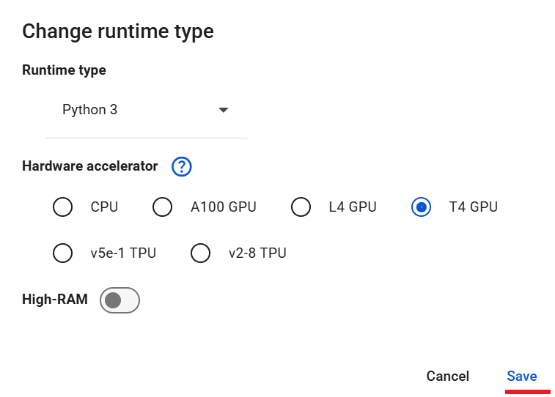 Change runtime type
Runtime type
Python 3
Hardware accelerator ?
CPU A100 GPU L4 GPU T4 GPU
v5e-1 TPU v2-8 TPU
High-RAM
Cancel Save